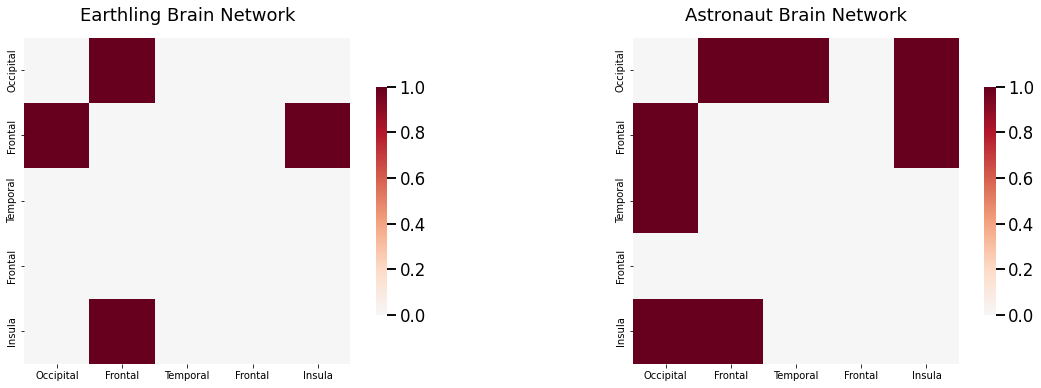 Earthling Brain Network
Occipital
Frontal
Temporal
Frontal
Insula
Occipital Frontal Temporal Frontal Insula
1.0
0.8
0.6
0.4
0.2
0.0
Astronaut Brain Network
Occipital
Frontal
Temporal
Frontal
Insula
Occipital Frontal Temporal Frontal Insula
1.0
0.8
0.6
0.4
0.2
0.0